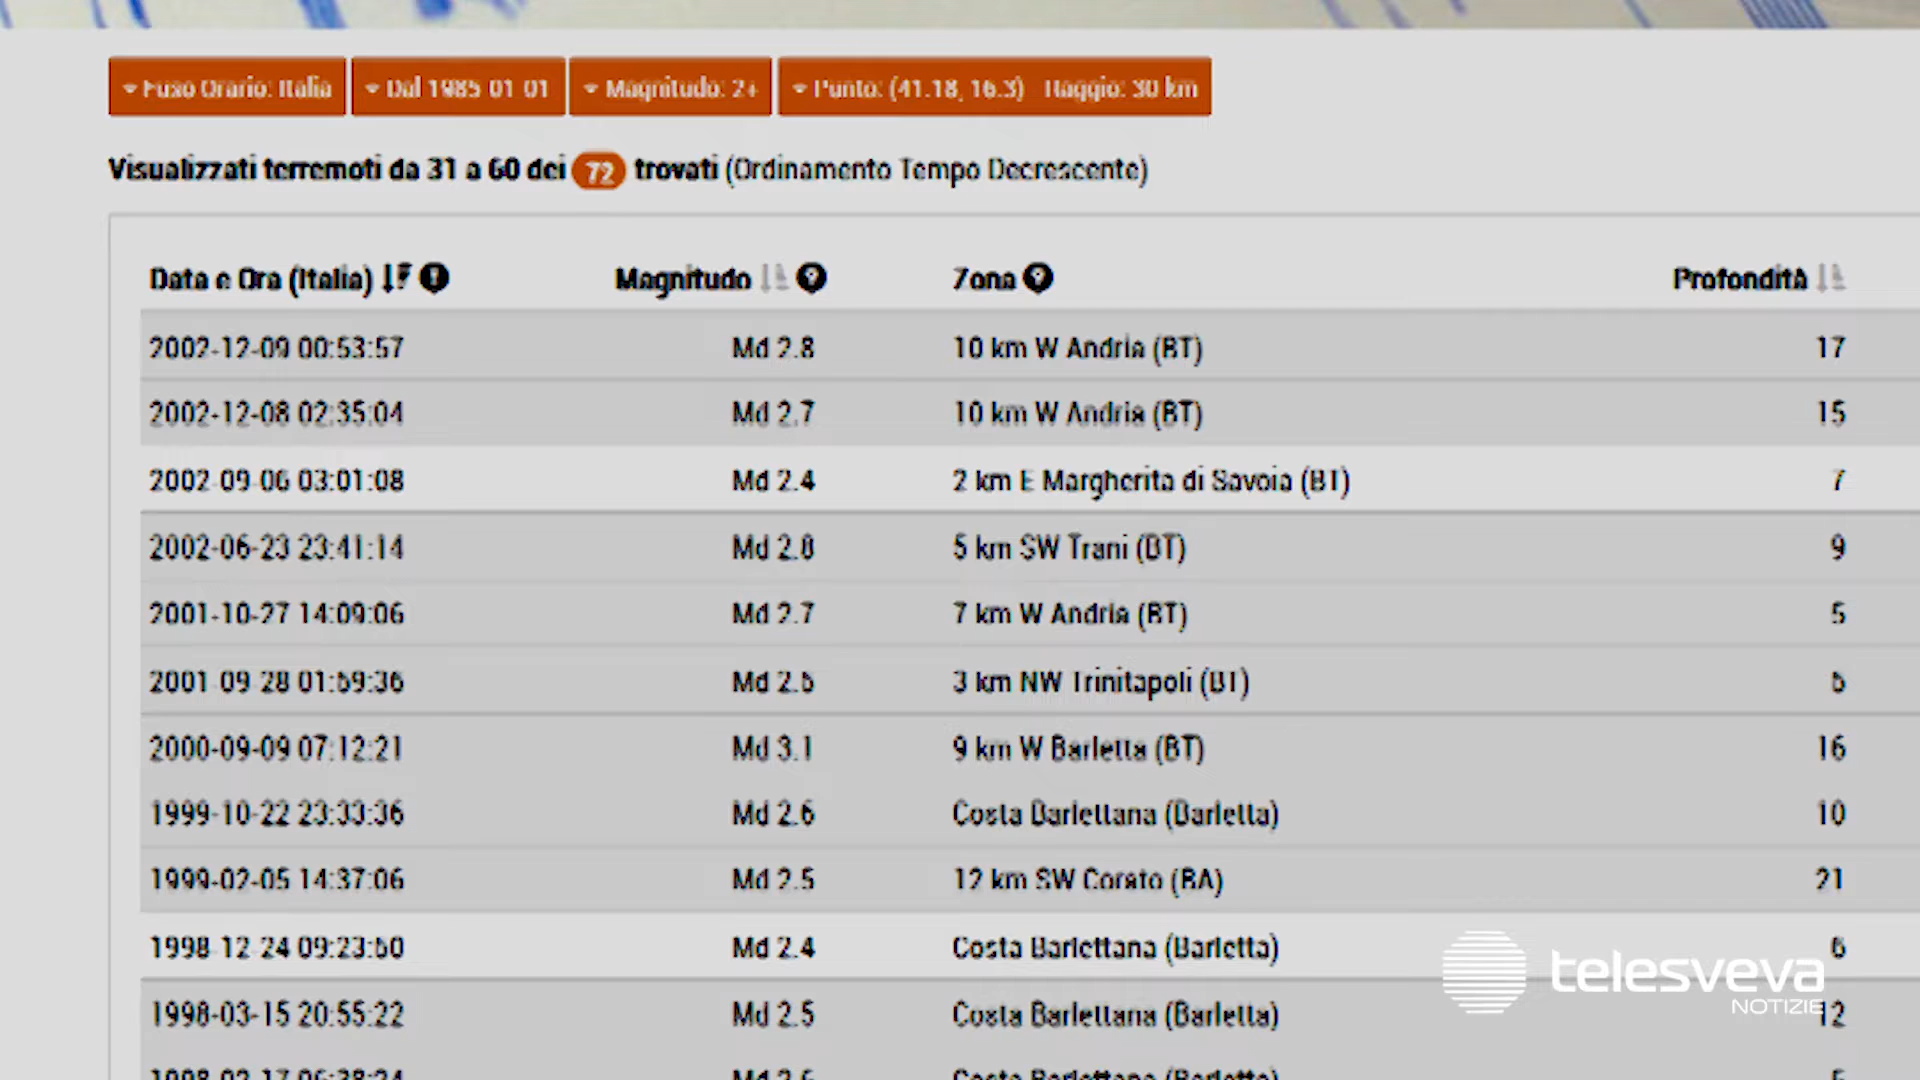 Fuso Orario: Italia Dal 1985-01-01 Magnitudo: 2+ Punto: (41.18, 16.3) Raggio: 30 km
Visualizzati terremoti da 31 a 60 dei 72 trovati (Ordinamento Tempo Decrescente)
Data e Ora (Italia) Magnitudo Zona Profondità
2002-12-09 00:53:57 Md 2.8 10 km W Andria (BT) 17
2002-12-08 02:35:04 Md 2.7 10 km W Andria (BT) 15
2002-09-06 03:01:08 Md 2.4 2 km E Margherita di Savoia (BT) 7
2002-06-23 23:41:14 Md 2.8 5 km SW Trani (BT) 9
2001-10-27 14:09:06 Md 2.7 7 km W Andria (BT) 5
2001-09-28 01:59:36 Md 2.5 3 km NW Trinitapoli (BT) 5
2000-09-09 07:12:21 Md 3.1 9 km W Barletta (BT) 16
1999-10-22 23:33:36 Md 2.6 Costa Barlettana (Barletta) 10
1999-02-05 14:37:06 Md 2.5 12 km SW Corato (BA) 21
1998-12-24 09:23:50 Md 2.4 Costa Barlettana (Barletta) 6
1998-03-15 20:55:22 Md 2.5 Costa Barlettana (Barletta) 12
telesveva
NOTIZIE